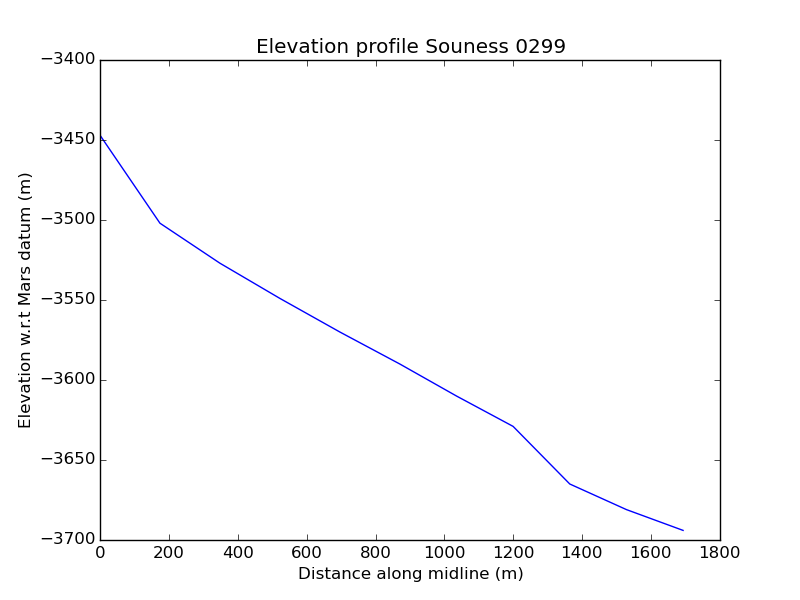 Elevation profile Souness 0299
−3400
−3450
−3500
−3550
−3600
−3650
−3700
Elevation w.r.t Mars datum (m)
0 200 400 600 800 1000 1200 1400 1600 1800
Distance along midline (m)